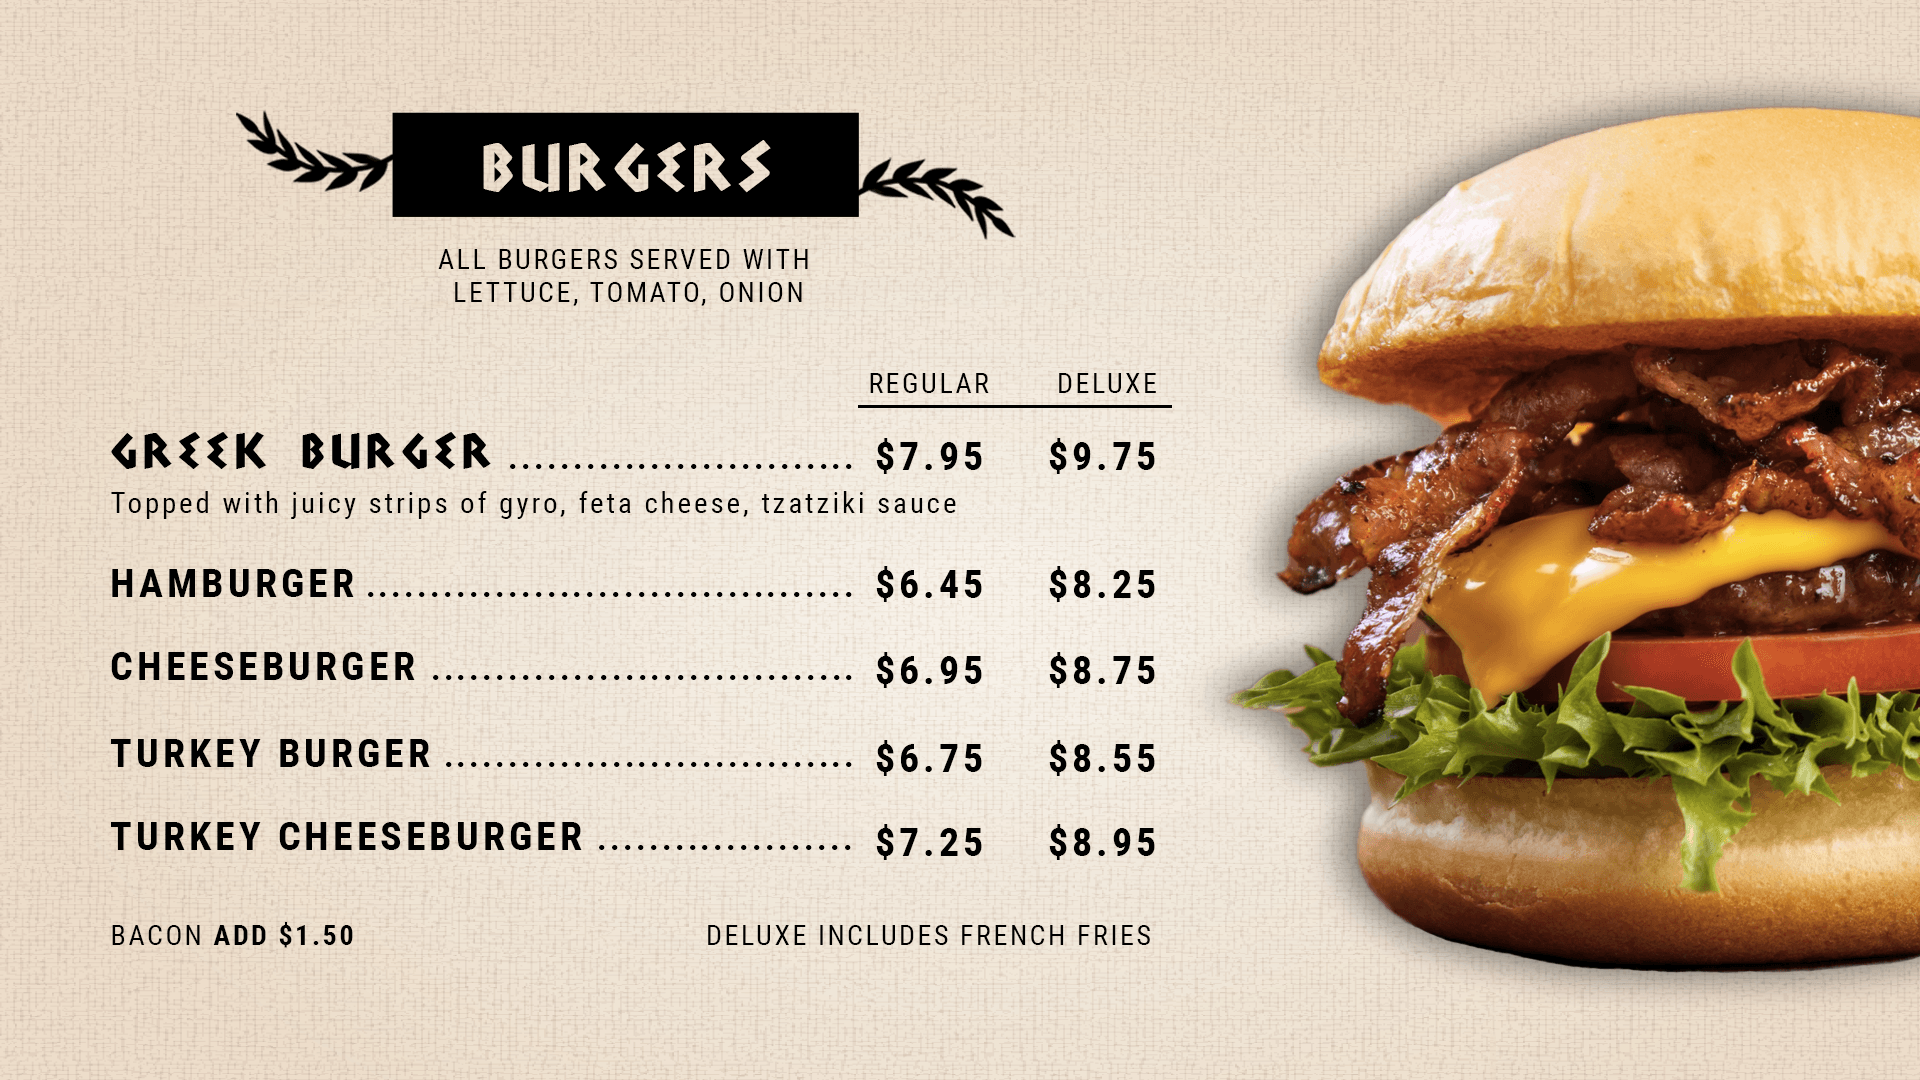 BURGERS
ALL BURGERS SERVED WITH
LETTUCE, TOMATO, ONION
REGULAR DELUXE
GREEK BURGER ........................... $7.95 $9.75
Topped with juicy strips of gyro, feta cheese, tzatziki sauce
HAMBURGER ...................................... $6.45 $8.25
CHEESEBURGER ................................. $6.95 $8.75
TURKEY BURGER ................................ $6.75 $8.55
TURKEY CHEESEBURGER .................... $7.25 $8.95
BACON ADD $1.50 DELUXE INCLUDES FRENCH FRIES